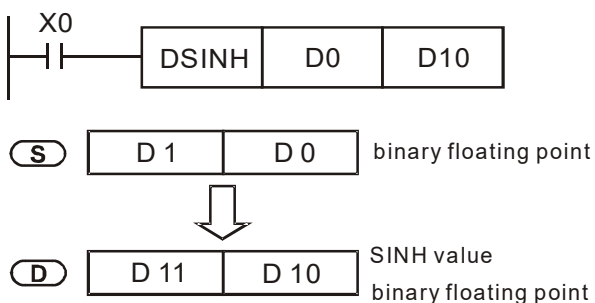 X0
DSINH D0 D10
S D 1 D 0 binary floating point
D D 11 D 10 SINH value
binary floating point